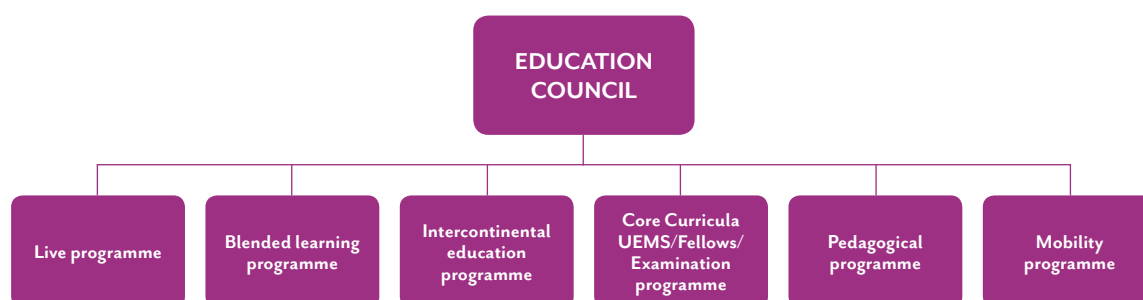 EDUCATION
COUNCIL
Live programme
Blended learning
programme
Intercontinental
education
programme
Core Curricula
UEMS/Fellows/
Examination
programme
Pedagogical
programme
Mobility
programme